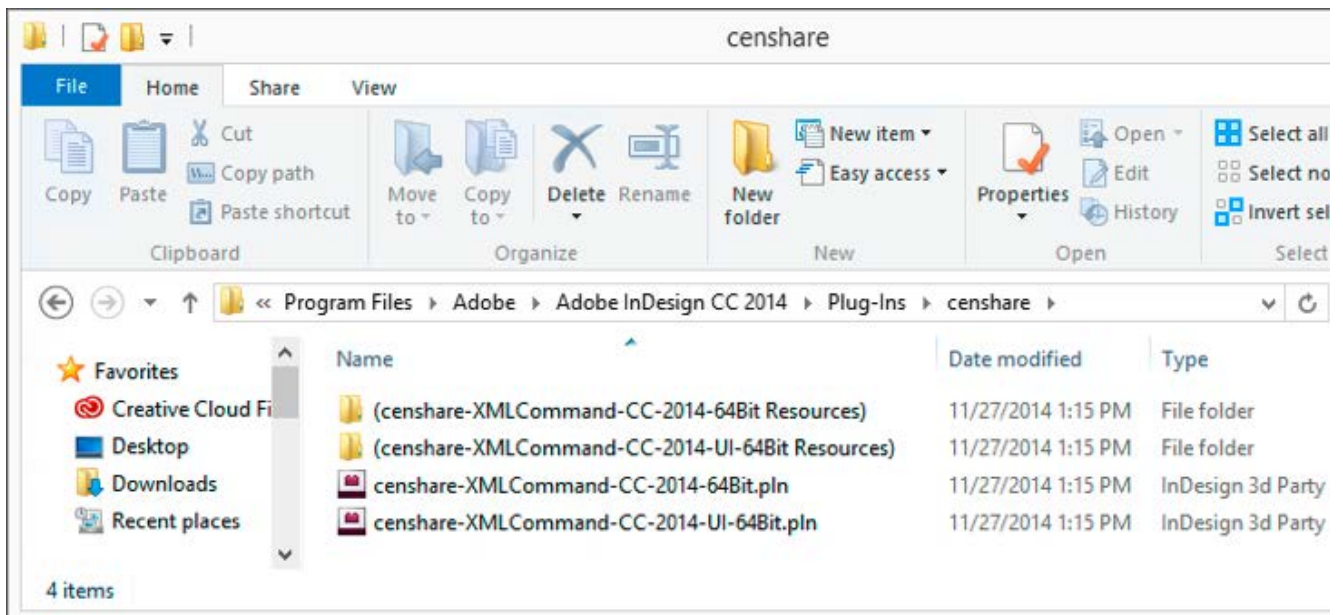 censhare
File Home Share View
Copy
Paste
Cut
Copy path
Paste shortcut
Clipboard
Move to
Copy to
Delete
Rename
Organize
New folder
New item
Easy access
New
Properties
Open
Edit
History
Open
Select all
Select no
Invert sel
Select
« Program Files Adobe Adobe InDesign CC 2014 Plug-Ins censhare
Favorites
Creative Cloud Fi
Desktop
Downloads
Recent places
Name Date modified Type
(censhare-XMLCommand-CC-2014-64Bit Resources) 11/27/2014 1:15 PM File folder
(censhare-XMLCommand-CC-2014-UI-64Bit Resources) 11/27/2014 1:15 PM File folder
censhare-XMLCommand-CC-2014-64Bit.pln 11/27/2014 1:15 PM InDesign 3d Party
censhare-XMLCommand-CC-2014-UI-64Bit.pln 11/27/2014 1:15 PM InDesign 3d Party
4 items